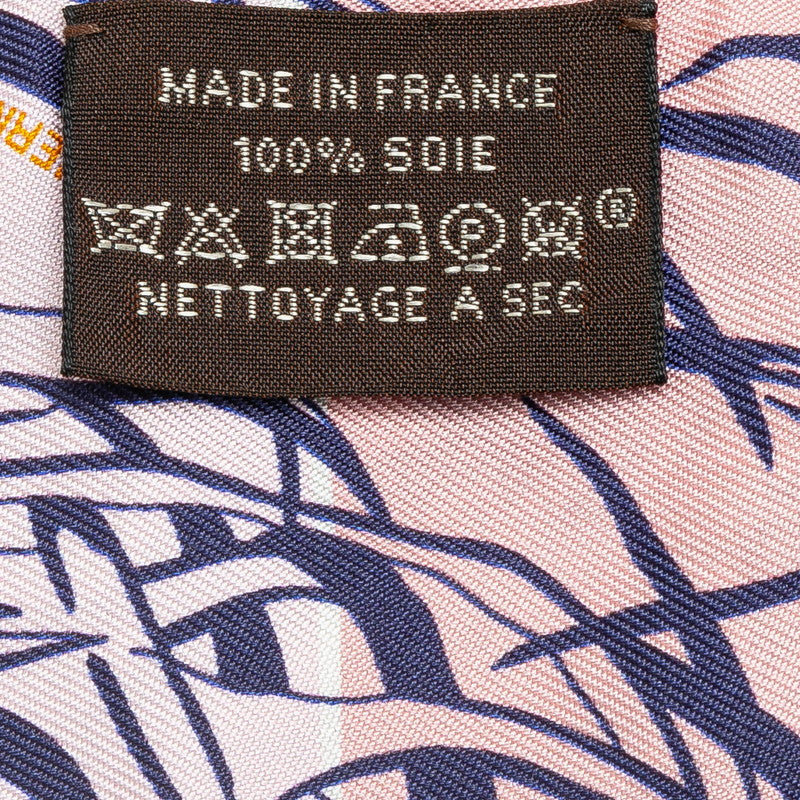 MADE IN FRANCE
100% SOIE
P ®
NETTOYAGE A SEC